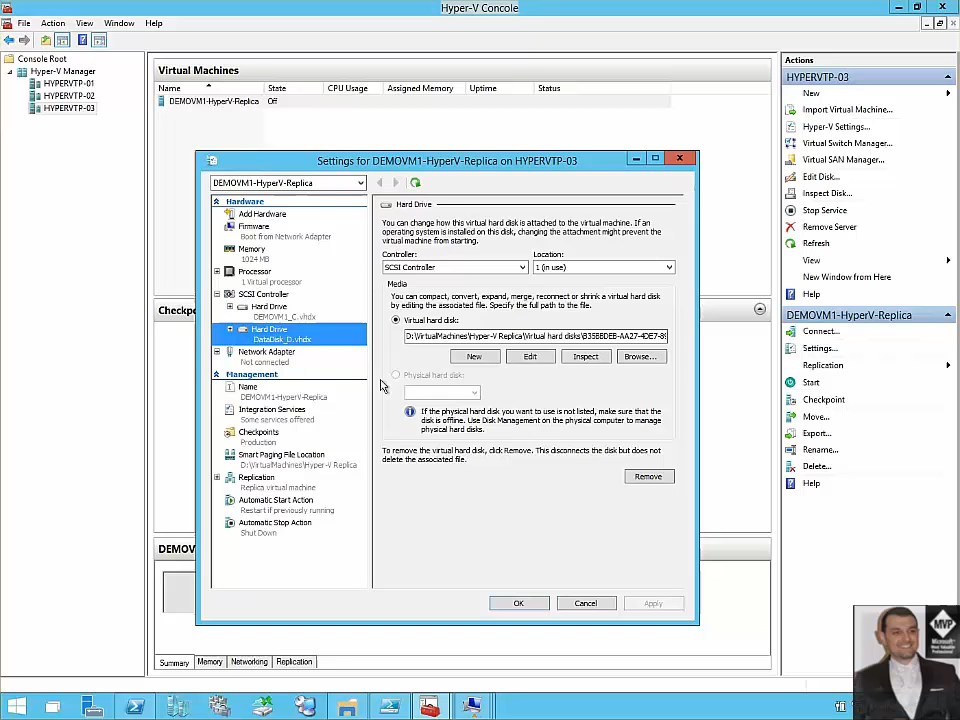 Hyper-V Concole
File Action View Window Help
Console Root
Hyper-V Manager
HYPERVTP-01
HYPERVTP-02
HYPERVTP-03
Virtual Machines
Name State CPU Usage Assigned Memory Uptime Status
DEMOVM1-HyperV-Replica Off
Checkp
DEMOV
Summary Memory Networking Replication
Settings for DEMOVM1-HyperV-Replica on HYPERVTP-03
DEMOVM1-HyperV-Replica
Hardware
Add Hardware
Firmware
Boot from Network Adapter
Memory
1024 MB
Processor
1 Virtual processor
SCSI Controller
Hard Drive
DEMOVM1_C.vhdx
Hard Drive
DataDisk_D.vhdx
Network Adapter
Not connected
Management
Name
DEMOVM1-HyperV-Replica
Integration Services
Some services offered
Checkpoints
Production
Smart Paging File Location
D:\VirtualMachines\Hyper-V Replica
Replication
Replica virtual machine
Automatic Start Action
Restart if previously running
Automatic Stop Action
Shut Down
Hard Drive
You can change how this virtual hard disk is attached to the virtual machine. If an
operating system is installed on this disk, changing the attachment might prevent the
virtual machine from starting.
Controller: Location:
SCSI Controller 1 (in use)
Media
You can compact, convert, expand, merge, reconnect or shrink a virtual hard disk
by editing the associated file. Specify the full path to the file.
Virtual hard disk:
D:\VirtualMachines\Hyper-V Replica\Virtual hard disks\
New Edit Inspect Browse...
Physical hard disk:
If the physical hard disk you want to use is not listed, make sure that the
disk is offline. Use Disk Management on the physical computer to manage
physical hard disks.
To remove the virtual hard disk, click Remove. This disconnects the disk but does not
delete the associated file.
Remove
OK Cancel Apply
Actions
HYPERVTP-03
New
Import Virtual Machine...
Hyper-V Settings...
Virtual Switch Manager...
Virtual SAN Manager...
Edit Disk...
Inspect Disk...
Stop Service
Remove Server
Refresh
View
New Window from Here
Help
DEMOVM1-HyperV-Replica
Connect...
Settings...
Replication
Start
Checkpoint
Move...
Export...
Rename...
Delete...
Help
MVP
Microsoft